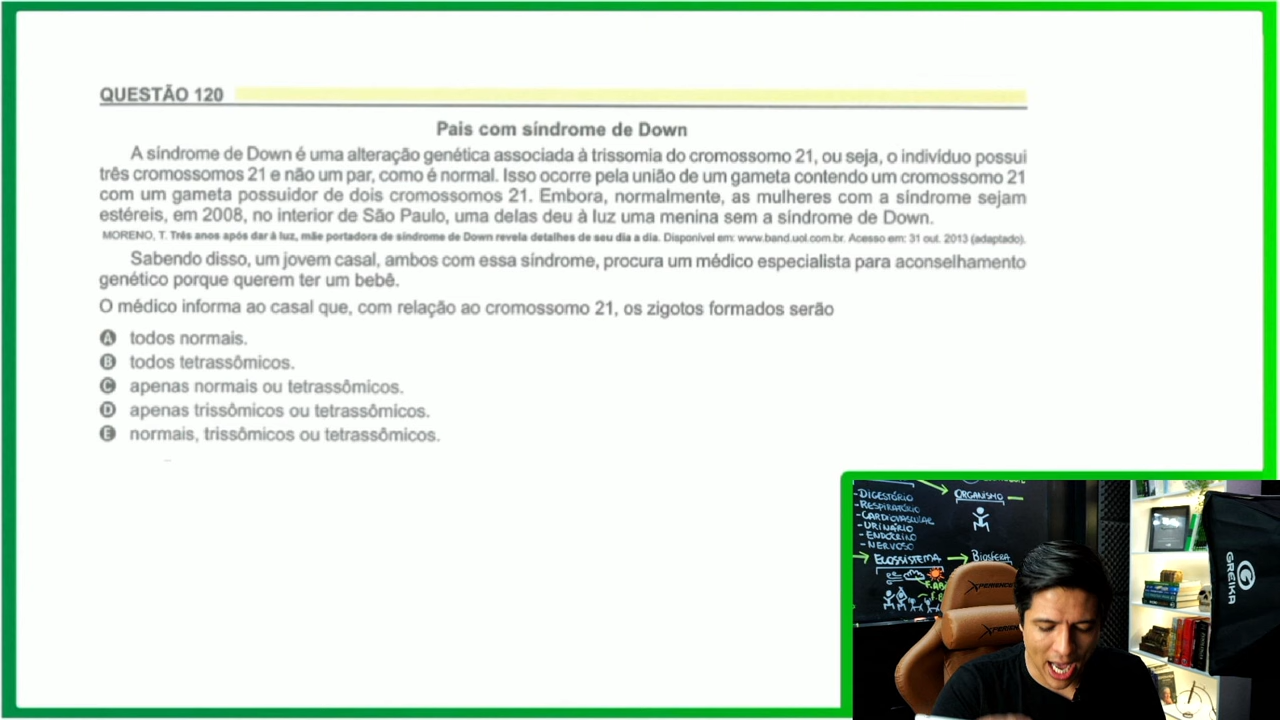 QUESTÃO 120
Pais com síndrome de Down
A síndrome de Down é uma alteração genética associada à trissomia do cromossomo 21, ou seja, o indivíduo possui
três cromossomos 21 e não um par, como é normal. Isso ocorre pela união de um gameta contendo um cromossomo 21
com um gameta possuidor de dois cromossomos 21. Embora, normalmente, as mulheres com a síndrome sejam
estéreis, em 2008, no interior de São Paulo, uma delas deu à luz uma menina sem a síndrome de Down.
MORENO, T. Três anos após dar à luz, mãe portadora de síndrome de Down revela detalhes de seu dia a dia. Disponível em: www.band.uol.com.br. Acesso em: 31 out. 2013 (adaptado).
Sabendo disso, um jovem casal, ambos com essa síndrome, procura um médico especialista para aconselhamento
genético porque querem ter um bebê.
O médico informa ao casal que, com relação ao cromossomo 21, os zigotos formados serão
A todos normais.
B todos tetrassômicos.
C apenas normais ou tetrassômicos.
D apenas trissômicos ou tetrassômicos.
E normais, trissômicos ou tetrassômicos.
-DIGESTÓRIO
-RESPIRATÓRIO
-CARDIOVASCULAR
-URINÁRIO
-ENDÓCRINO
-NERVOSO
ORGANISMO
ECOSSISTEMA
BIOSFERA
XPERIENCE
GREIKA